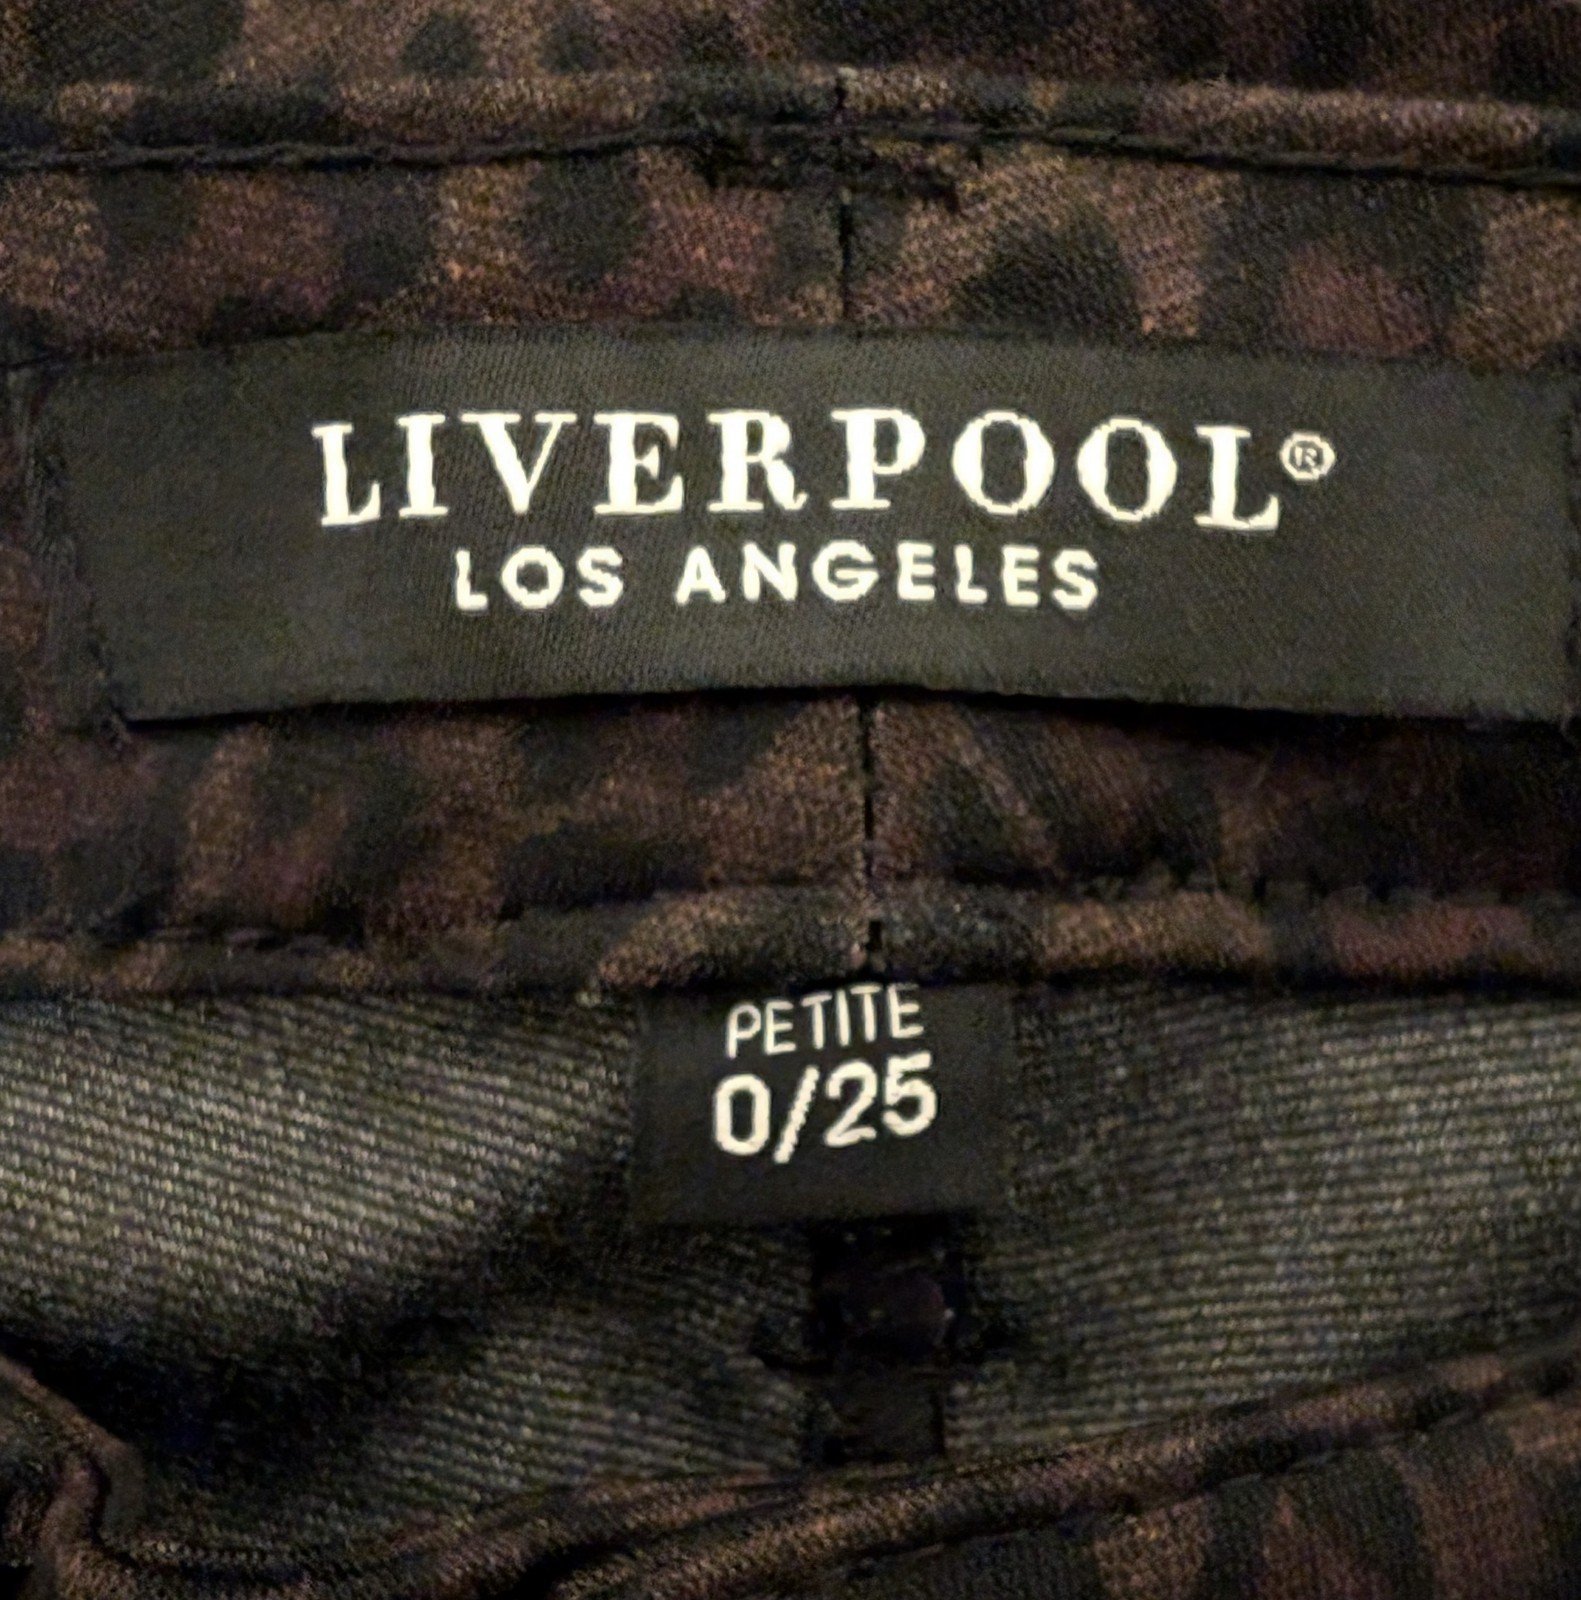 LIVERPOOL®
LOS ANGELES
PETITE
0/25